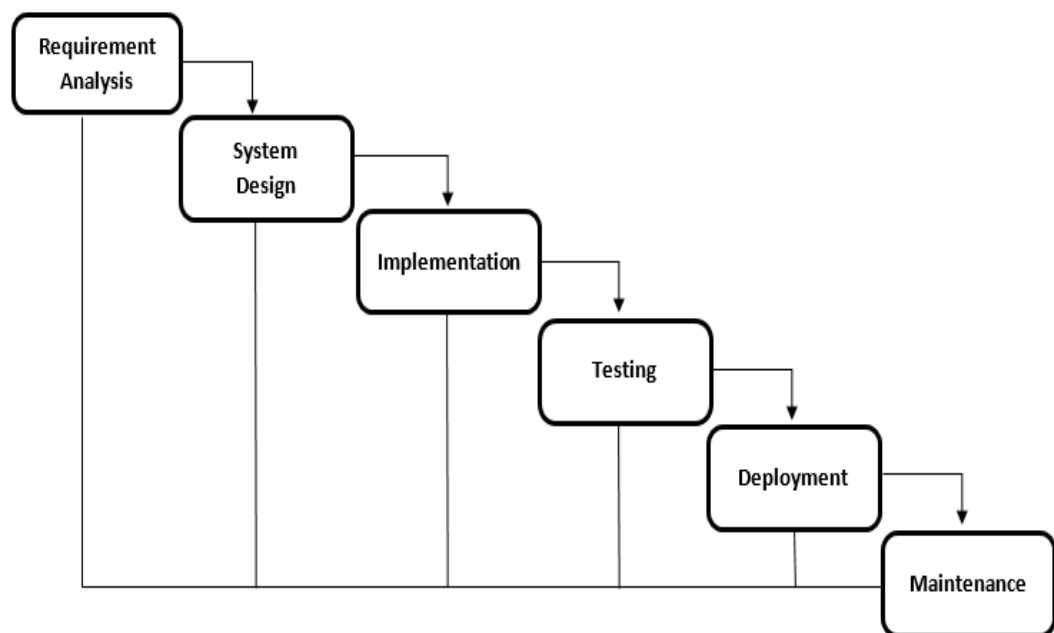 Requirement
Analysis
System
Design
Implementation
Testing
Deployment
Maintenance